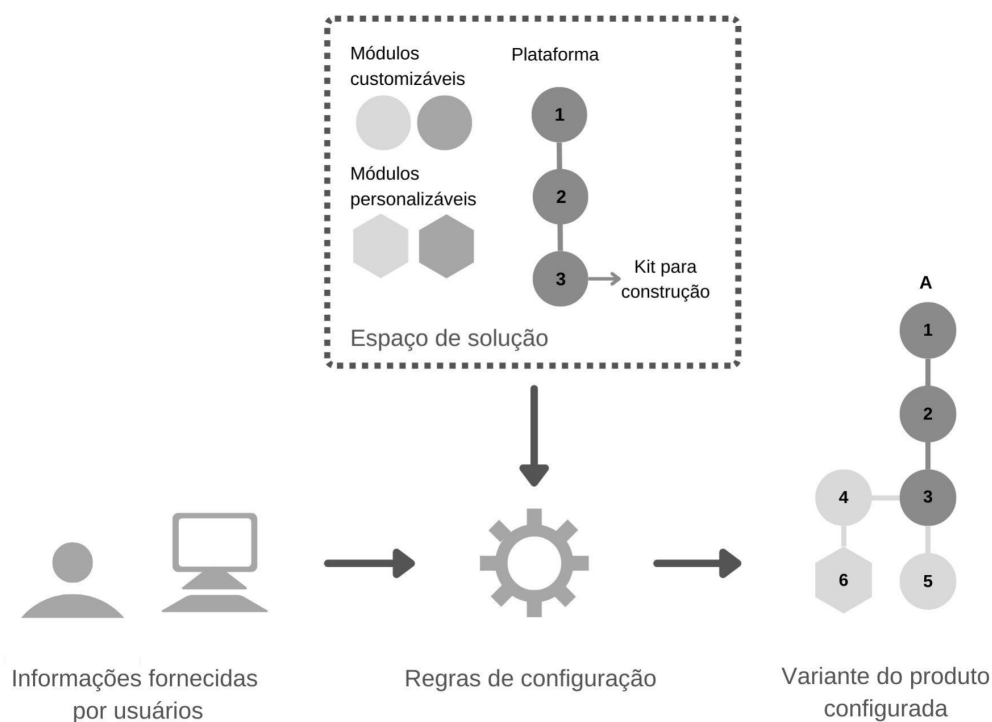 Módulos
customizáveis
Plataforma
1
Módulos
personalizáveis
2
3
Kit para
construção
Espaço de solução
A
1
2
4
3
6
5
Informações fornecidas
por usuários
Regras de configuração
Variante do produto
configurada